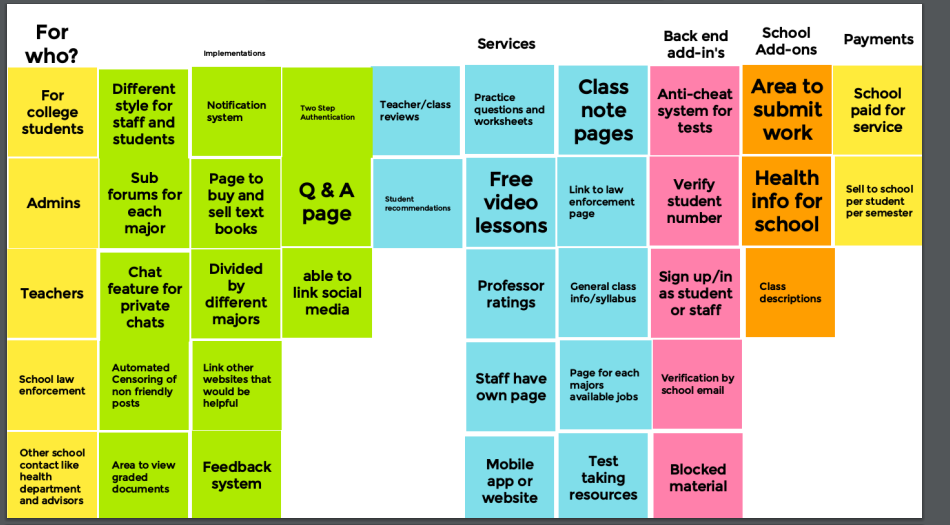 For
who?
Implementations
Services
Back end
add-in's
School
Add-ons
Payments
For
college
students
Different
style for
staff and
students
Notification
system
Two Step
Authentication
Teacher/class
reviews
Practice
questions and
worksheets
Class
note
pages
Anti-cheat
system for
tests
Area to
submit
work
School
paid for
service
Admins
Sub
forums for
each
major
Page to
buy and
sell text
books
Q & A
page
Student
recommendations
Free
video
lessons
Link to law
enforcement
page
Verify
student
number
Health
info for
school
Sell to school
per student
per semester
Teachers
Chat
feature for
private
chats
Divided
by
different
majors
able to
link social
media
Professor
ratings
General class
info/syllabus
Sign up/in
as student
or staff
Class
descriptions
School law
enforcement
Automated
Censoring of
non friendly
posts
Link other
websites that
would be
helpful
Staff have
own page
Page for each
majors
available jobs
Verification by
school email
Other school
contact like
health
department
and advisors
Area to view
graded
documents
Feedback
system
Mobile
app or
website
Test
taking
resources
Blocked
material